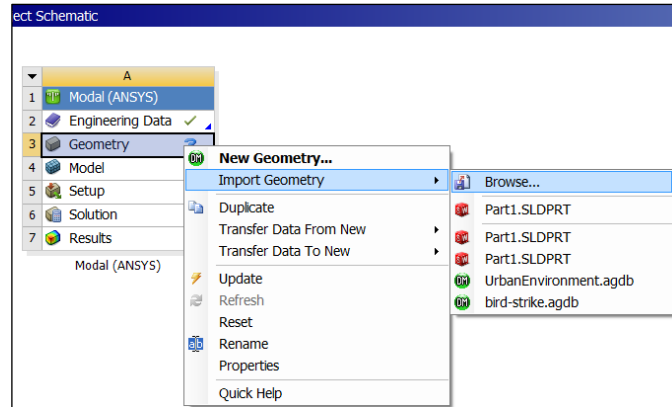 ect Schematic
A
1 Modal (ANSYS)
2 Engineering Data
3 Geometry
4 Model
5 Setup
6 Solution
7 Results
Modal (ANSYS)
New Geometry...
Import Geometry
Duplicate
Transfer Data From New
Transfer Data To New
Update
Refresh
Reset
Rename
Properties
Quick Help
Browse...
Part1.SLDPRT
Part1.SLDPRT
Part1.SLDPRT
UrbanEnvironment.agdb
bird-strike.agdb